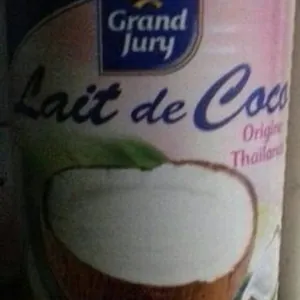 Grand
Jury
Lait de Coco
Origine
Thaïlande